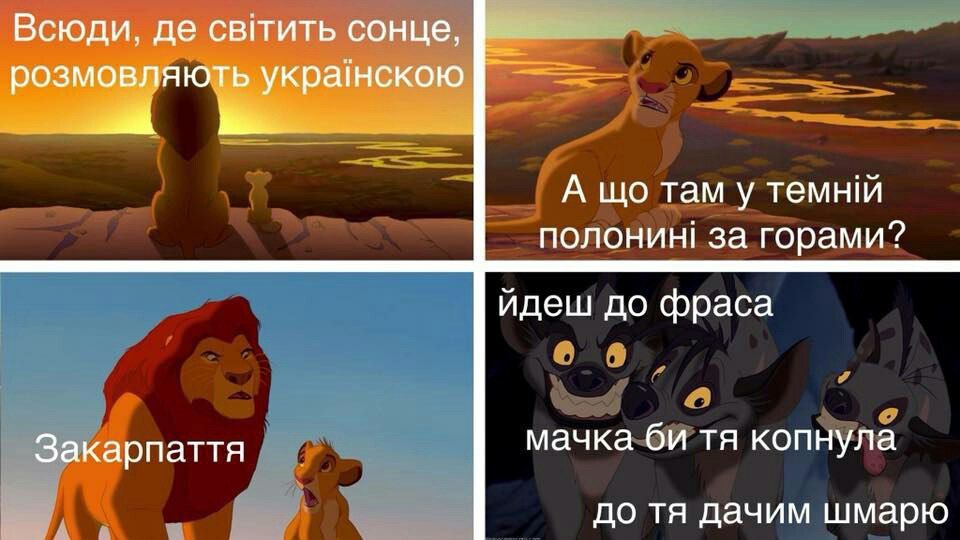 Всюди, де світить сонце,
розмовляють українскою
А що там у темній
полонині за горами?
Закарпаття
йдеш до фраса
мачка би тя копнула
до тя дачим шмарю